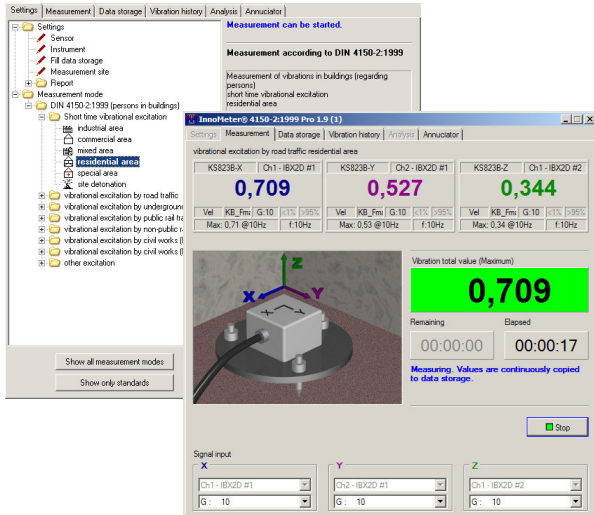 Settings Measurement Data storage Vibration history Analysis Annuciator
Settings
Sensor
Instrument
Fill data storage
Measurement site
Report
Measurement mode
DIN 4150-2:1999 (persons in buildings)
Short time vibrational excitation
industrial area
commercial area
mixed area
residential area
special area
site detonation
vibrational excitation by road traffic
vibrational excitation by underground
vibrational excitation by public rail tra
vibrational excitation by non-public r
vibrational excitation by civil works (
vibrational excitation by civil works (
other excitation
Show all measurement modes
Show only standards
Measurement can be started.
Measurement according to DIN 4150-2:1999
Measurement of vibrations in buildings (regarding
persons)
short time vibrational excitation
residential area
InnoMeter® 4150-2:1999 Pro 1.9 (1)
Settings Measurement Data storage Vibration history Analysis Annuciator
vibrational excitation by road traffic residential area
KS823B-X Ch1 - IBX2D #1 KS823B-Y Ch2 - IBX2D #1 KS823B-Z Ch1 - IBX2D #2
0,709 0,527 0,344
Vel KB_Fmi G:10 <1% >95% Vel KB_Fmi G:10 <1% >95% Vel KB_Fmi G:10 <1% >95%
Max: 0.71 @10Hz f:10Hz Max: 0.53 @10Hz f:10Hz Max: 0.34 @10Hz f:10Hz
Z
X Y
Vibration total value (Maximum)
0,709
Remaining Elapsed
00:00:00 00:00:17
Measuring. Values are continuously copied
to data storage.
Stop
Signal input
X Y Z
Ch1 - IBX2D #1 Ch2 - IBX2D #1 Ch1 - IBX2D #2
G: 10 G: 10 G: 10